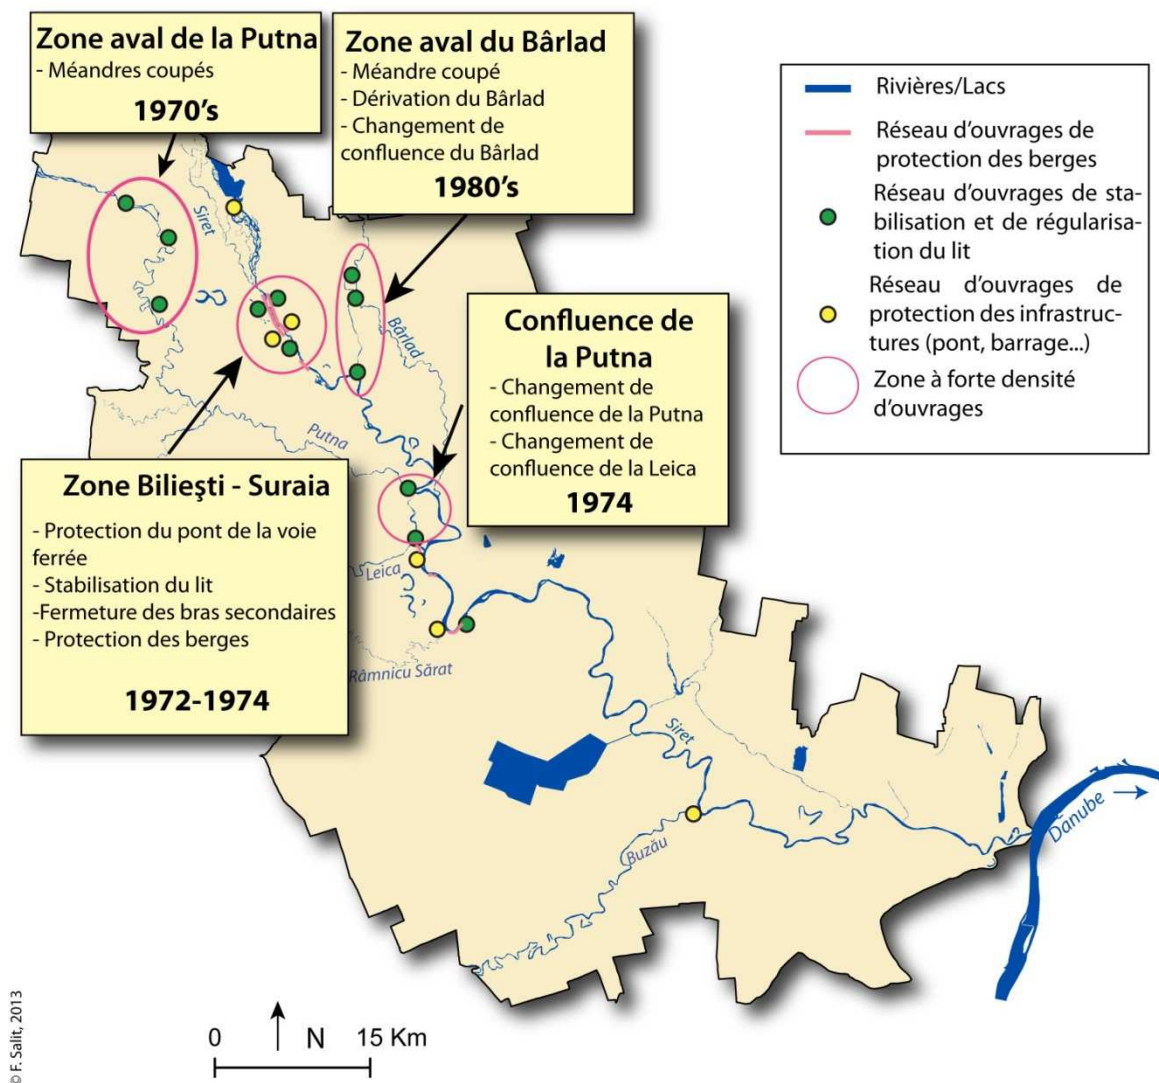 Zone aval de la Putna
- Méandres coupés
1970's
Zone aval du Bârlad
- Méandre coupé
- Dérivation du Bârlad
- Changement de
confluence du Bârlad
1980's
Rivières/Lacs
Réseau d'ouvrages de
protection des berges
Réseau d'ouvrages de sta-
bilisation et de régularisa-
tion du lit
Réseau d'ouvrages de
protection des infrastruc-
tures (pont, barrage...)
Zone à forte densité
d'ouvrages
Siret
Bârlad
Confluence de
la Putna
- Changement de
confluence de la Putna
- Changement de
confluence de la Leica
1974
Putna
Zone Bilieşti - Suraia
- Protection du pont de la voie
ferrée
- Stabilisation du lit
-Fermeture des bras secondaires
- Protection des berges
1972-1974
Leica
Râmnicu Sărat
Siret
Buzău
Danube
© F. Salit, 2013
0 N 15 Km